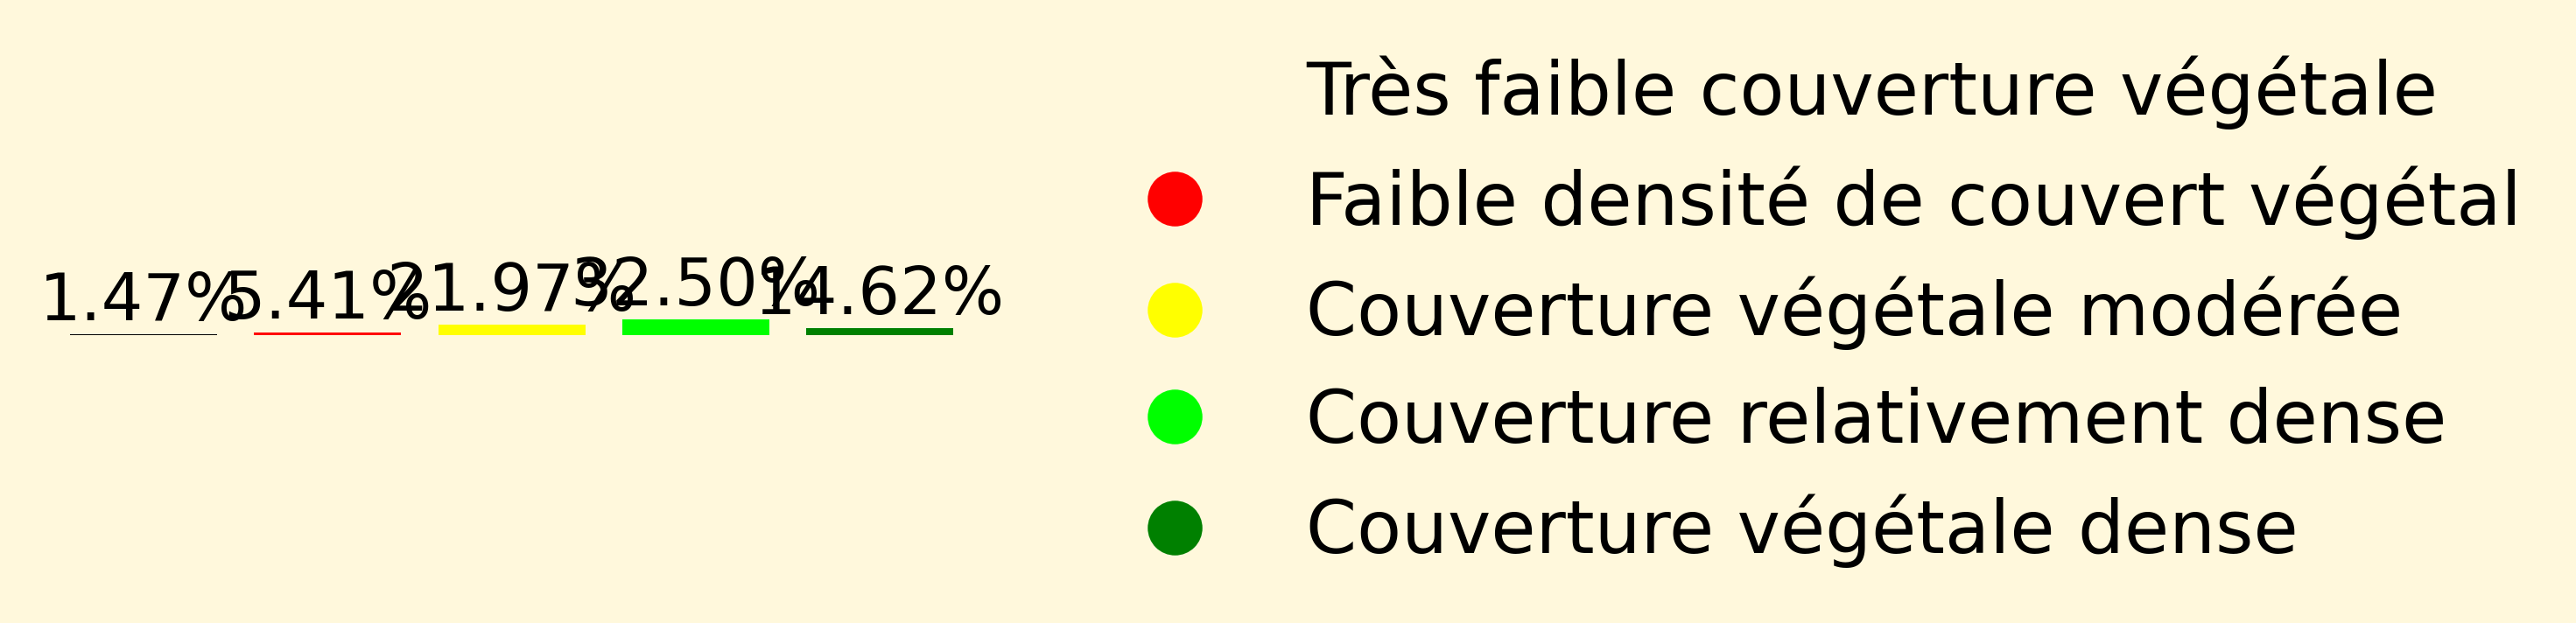 1.47%
5.41%
21.97%
32.50%
14.62%
Très faible couverture végétale
Faible densité de couvert végétal
Couverture végétale modérée
Couverture relativement dense
Couverture végétale dense